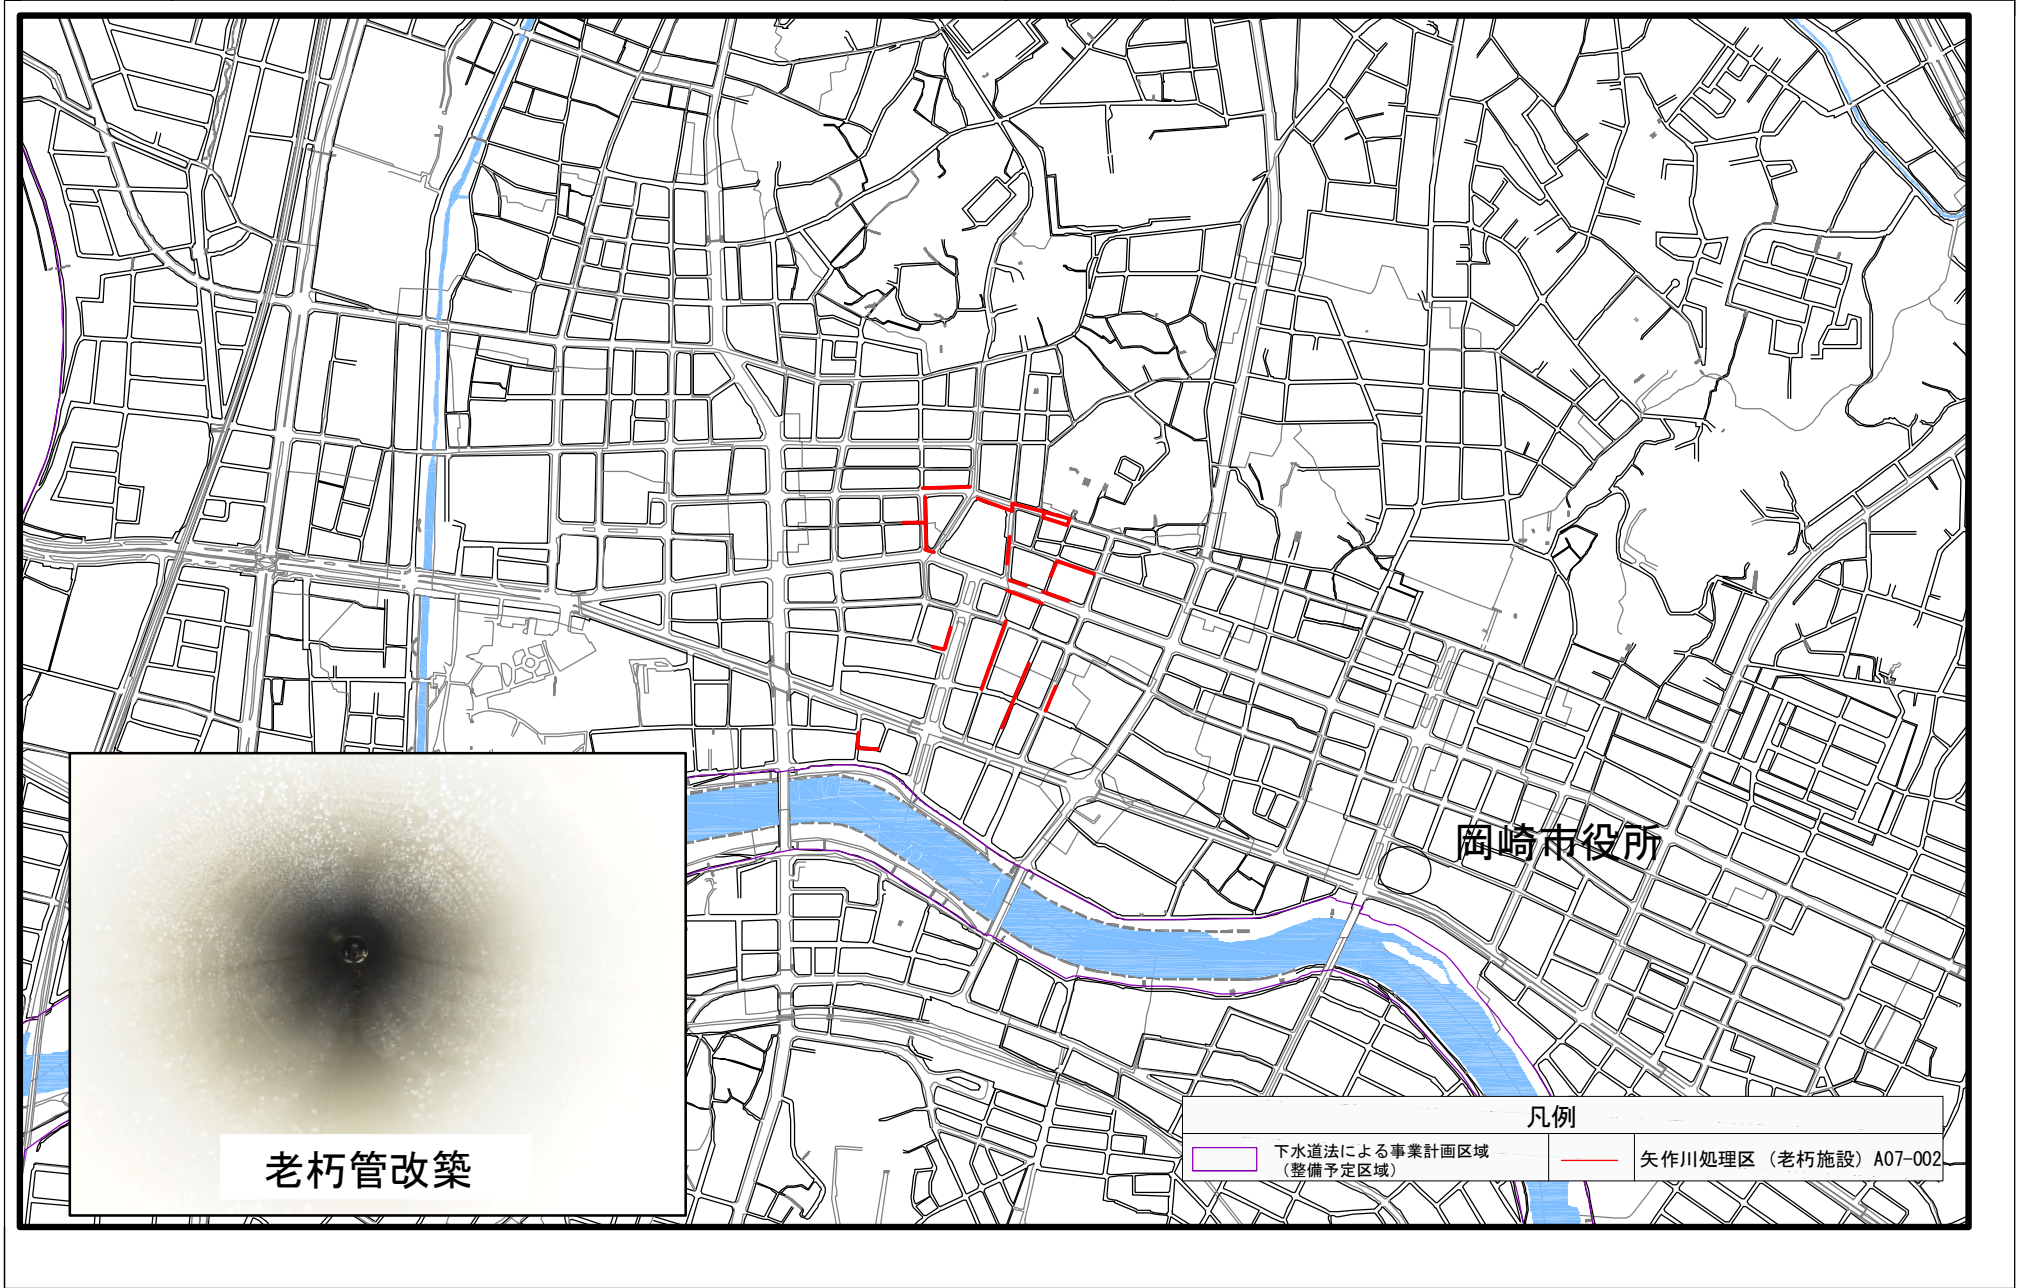 岡崎市役所
老朽管改築
凡例
下水道法による事業計画区域
（整備予定区域）
矢作川処理区（老朽施設）A07-002